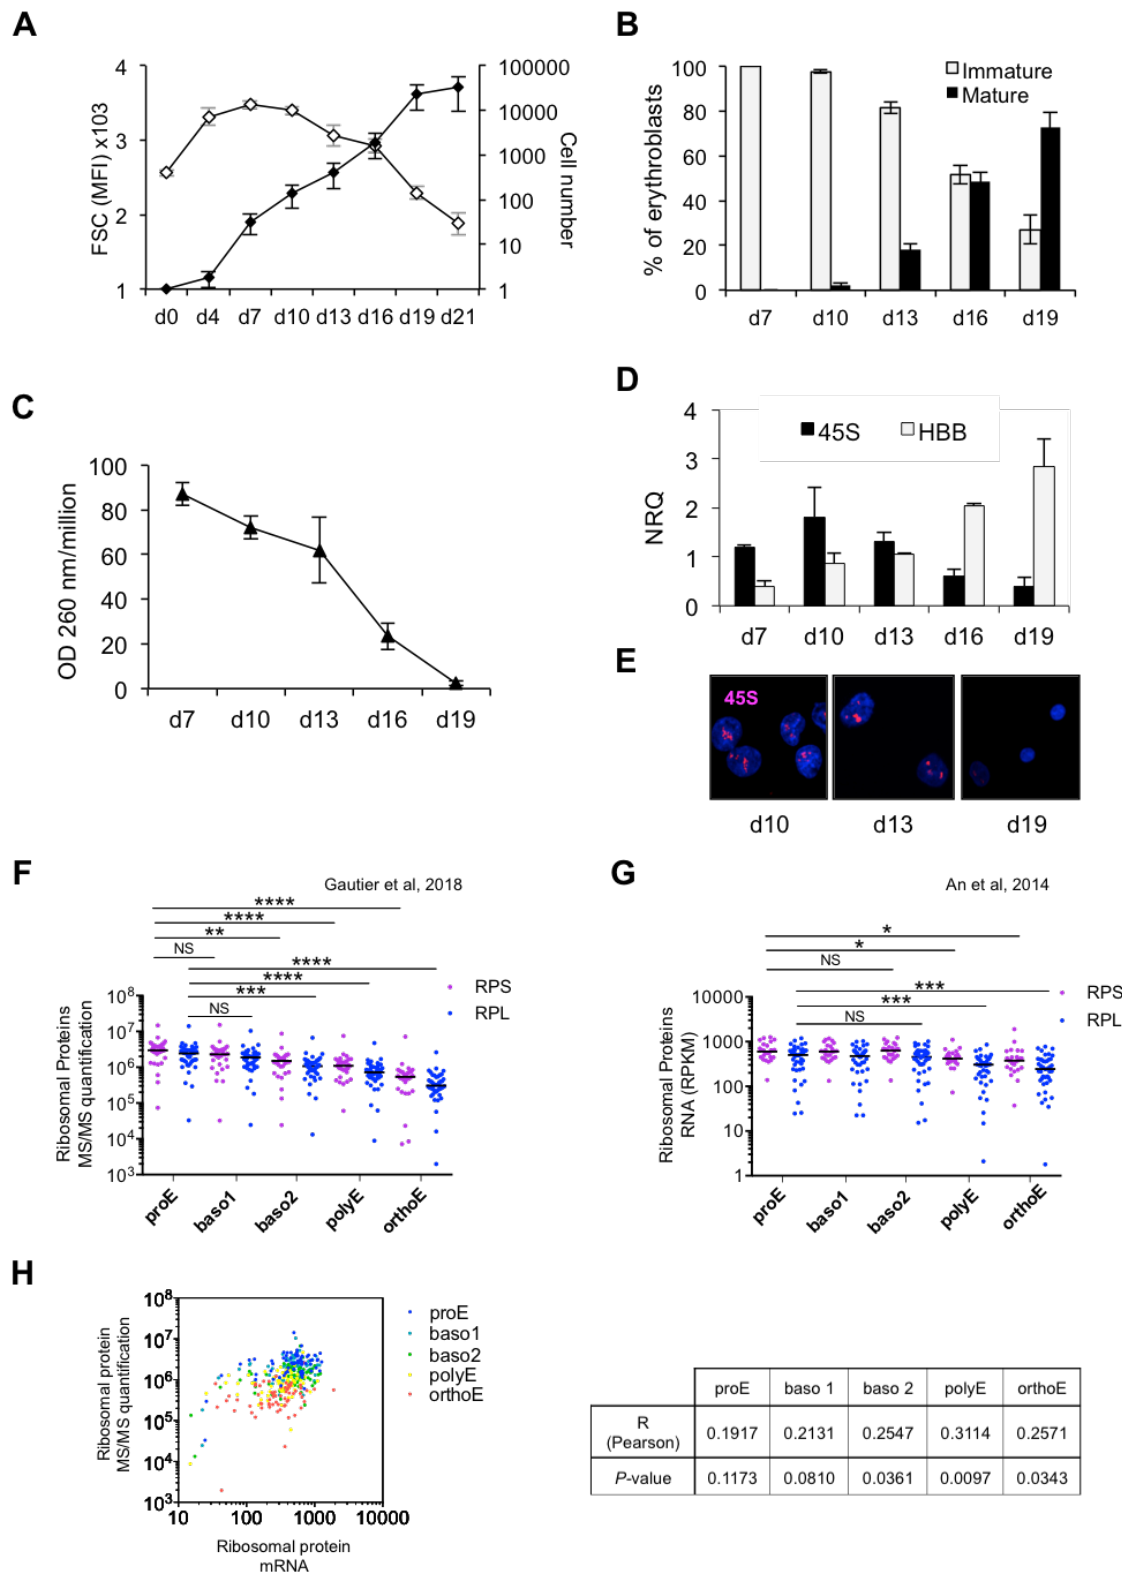 A
4
3
2
1
FSC (MFI) x103
100000
10000
1000
100
10
1
Cell number
d0 d4 d7 d10 d13 d16 d19 d21
B
100
80
60
40
20
0
% of erythroblasts
Immature
Mature
d7 d10 d13 d16 d19
C
100
80
60
40
20
0
OD 260 nm/million
d7 d10 d13 d16 d19
D
4
3
2
1
0
NRQ
45S HBB
d7 d10 d13 d16 d19
E
45S
d10 d13 d19
F
Gautier et al, 2018
****
****
**
NS
****
****
***
NS
RPS
RPL
10^8
10^7
10^6
10^5
10^4
10^3
Ribosomal Proteins
MS/MS quantification
proE baso1 baso2 polyE orthoE
G
An et al, 2014
*
*
NS
***
***
NS
RPS
RPL
10000
1000
100
10
1
Ribosomal Proteins
RNA (RPKM)
proE baso1 baso2 polyE orthoE
H
10^8
10^7
10^6
10^5
10^4
10^3
Ribosomal protein
MS/MS quantification
10 100 1000 10000
Ribosomal protein
mRNA
proE
baso1
baso2
polyE
orthoE
proE baso 1 baso 2 polyE orthoE
R
(Pearson) 0.1917 0.2131 0.2547 0.3114 0.2571
P-value 0.1173 0.0810 0.0361 0.0097 0.0343